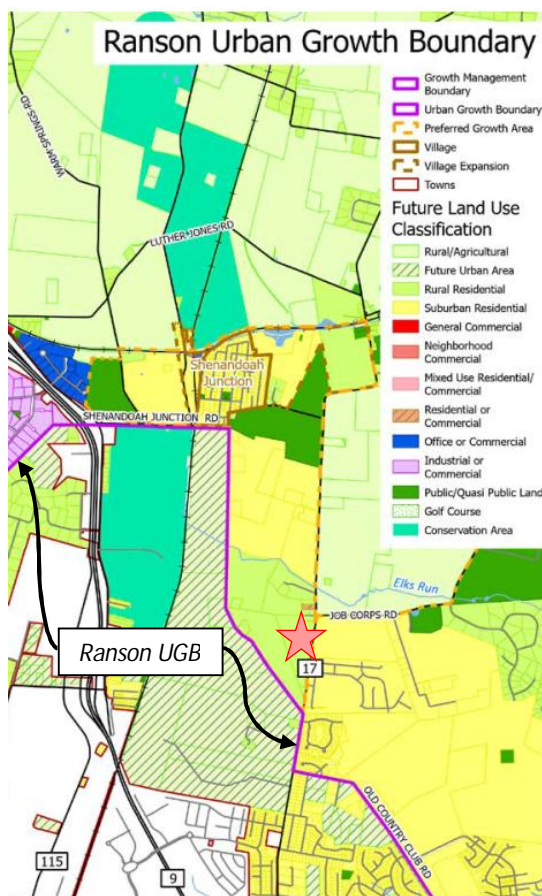 Ranson Urban Growth Boundary
Growth Management
Boundary
Urban Growth Boundary
Preferred Growth Area
Village
Village Expansion
Towns
Future Land Use
Classification
Rural/Agricultural
Future Urban Area
Rural Residential
Suburban Residential
General Commercial
Neighborhood
Commercial
Mixed Use Residential/
Commercial
Residential or
Commercial
Office or Commercial
Industrial or
Commercial
Public/Quasi Public Land
Golf Course
Conservation Area
WARM SPRINGS RD
LUTHER JONES RD
Shenandoah
Junction
SHENANDOAH JUNCTION RD
Elks Run
JOB CORPS RD
Ranson UGB
17
OLD COUNTRY CLUB RD
115
9